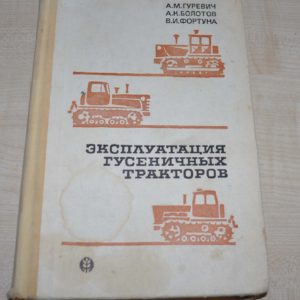 А.М.ГУРЕВИЧ
А.К.БОЛОТОВ
В.И.ФОРТУНА
ЭКСПЛУАТАЦИЯ
ГУСЕНИЧНЫХ
ТРАКТОРОВ